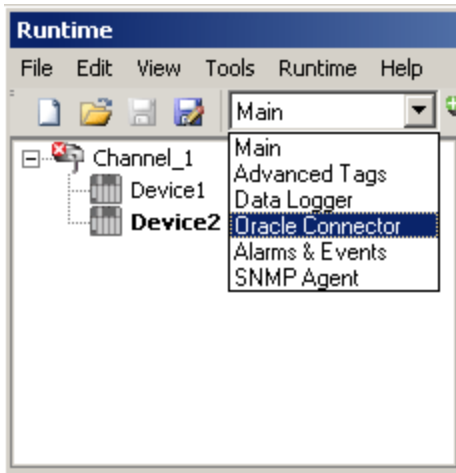 Runtime
File Edit View Tools Runtime Help
Main
Channel_1
Device1
Device2
Main
Advanced Tags
Data Logger
Oracle Connector
Alarms & Events
SNMP Agent